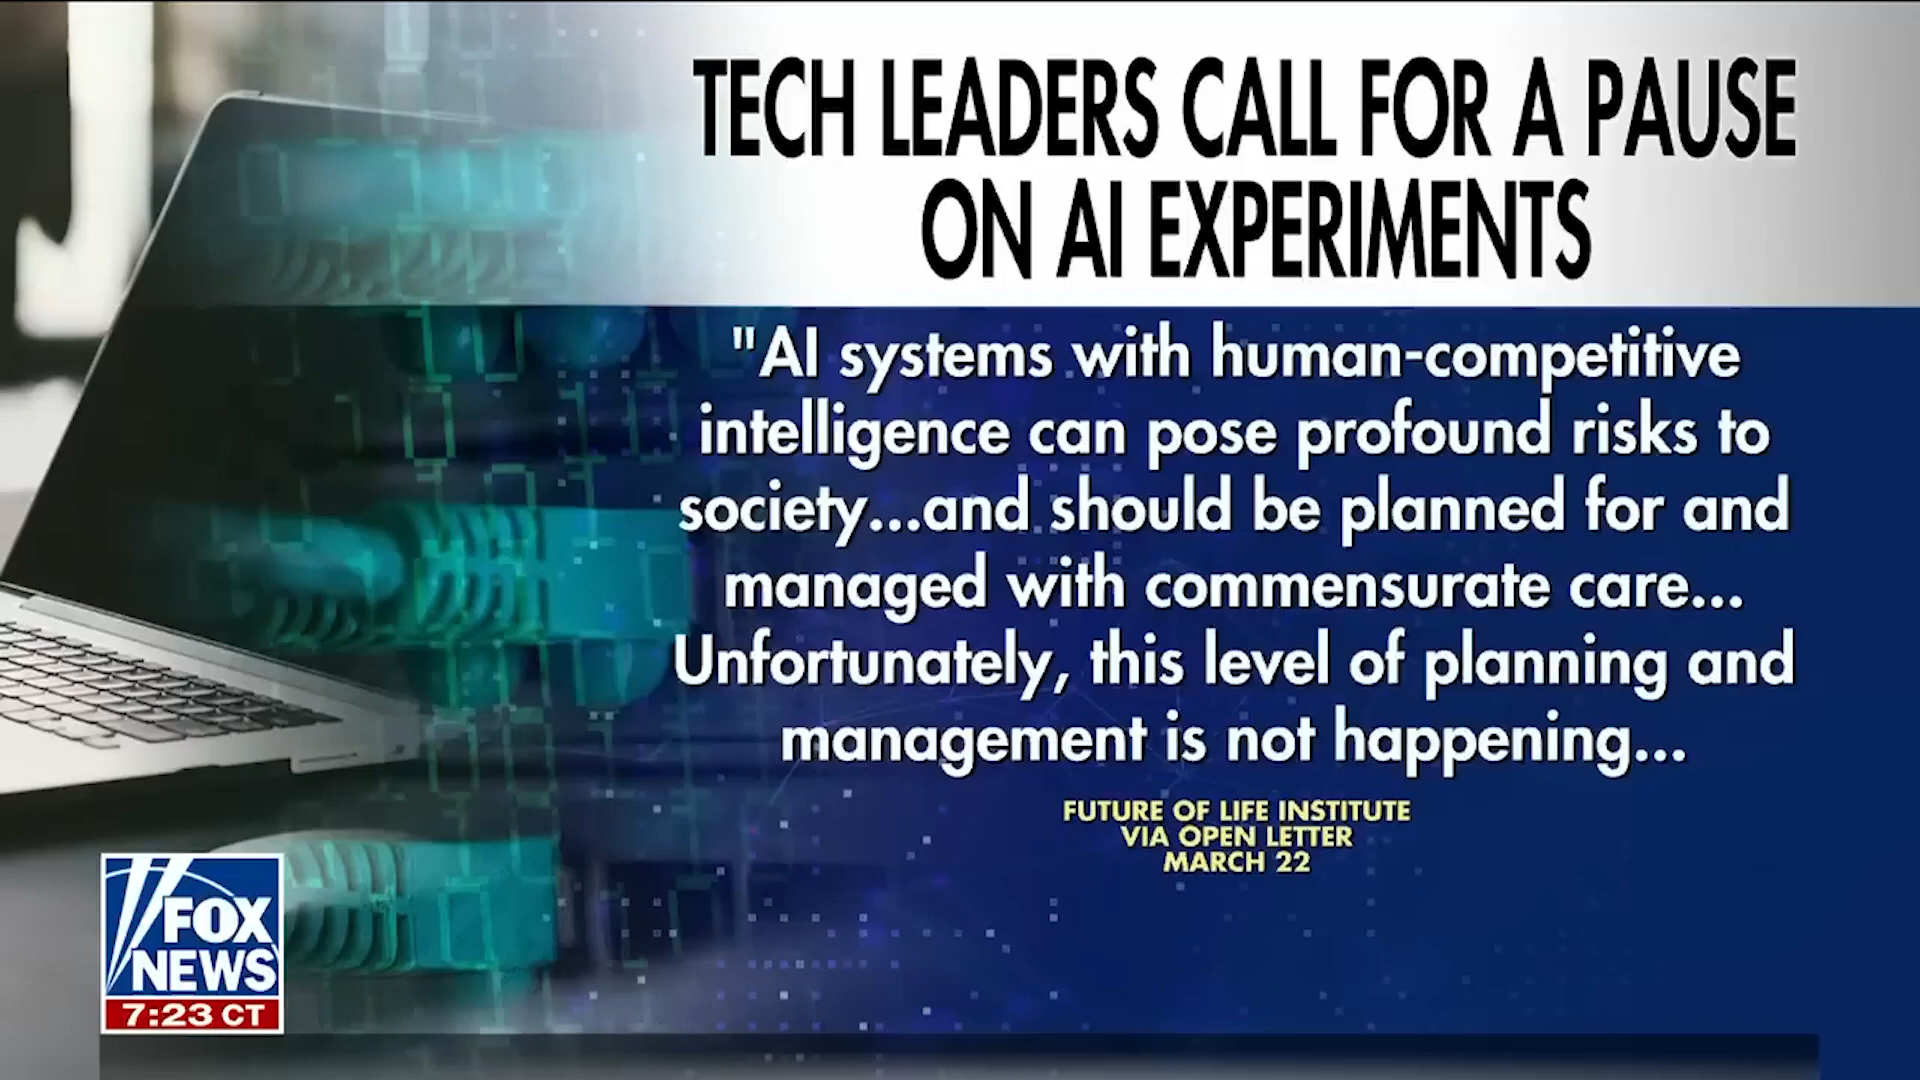 TECH LEADERS CALL FOR A PAUSE
ON AI EXPERIMENTS
"AI systems with human-competitive
intelligence can pose profound risks to
society...and should be planned for and
managed with commensurate care...
Unfortunately, this level of planning and
management is not happening...
FUTURE OF LIFE INSTITUTE
VIA OPEN LETTER
MARCH 22
FOX
NEWS
7:23 CT